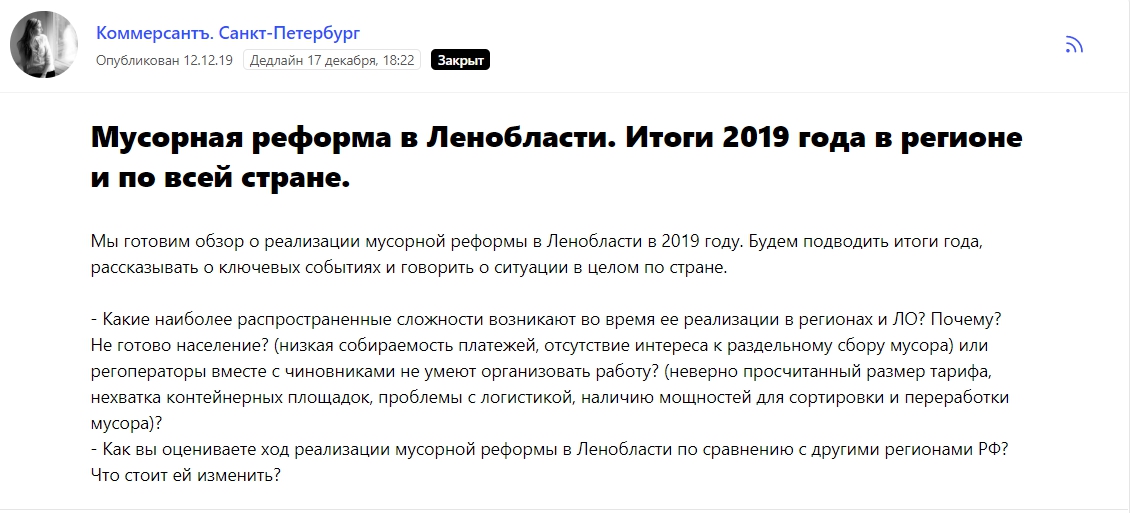 Коммерсантъ. Санкт-Петербург
Опубликован 12.12.19 Дедлайн 17 декабря, 18:22 Закрыт
Мусорная реформа в Ленобласти. Итоги 2019 года в регионе
и по всей стране.
Мы готовим обзор о реализации мусорной реформы в Ленобласти в 2019 году. Будем подводить итоги года,
рассказывать о ключевых событиях и говорить о ситуации в целом по стране.
- Какие наиболее распространенные сложности возникают во время ее реализации в регионах и ЛО? Почему?
Не готово население? (низкая собираемость платежей, отсутствие интереса к раздельному сбору мусора) или
регоператоры вместе с чиновниками не умеют организовать работу? (неверно просчитанный размер тарифа,
нехватка контейнерных площадок, проблемы с логистикой, наличию мощностей для сортировки и переработки
мусора)?
- Как вы оцениваете ход реализации мусорной реформы в Ленобласти по сравнению с другими регионами РФ?
Что стоит ей изменить?